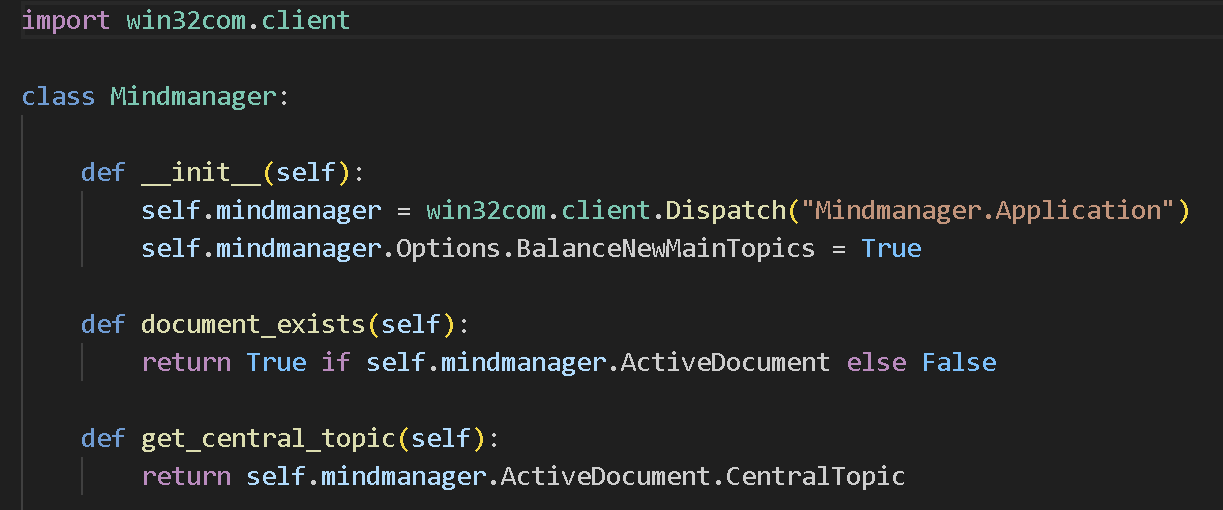 import win32com.client
class Mindmanager:
def __init__(self):
self.mindmanager = win32com.client.Dispatch("Mindmanager.Application")
self.mindmanager.Options.BalanceNewMainTopics = True
def document_exists(self):
return True if self.mindmanager.ActiveDocument else False
def get_central_topic(self):
return self.mindmanager.ActiveDocument.CentralTopic